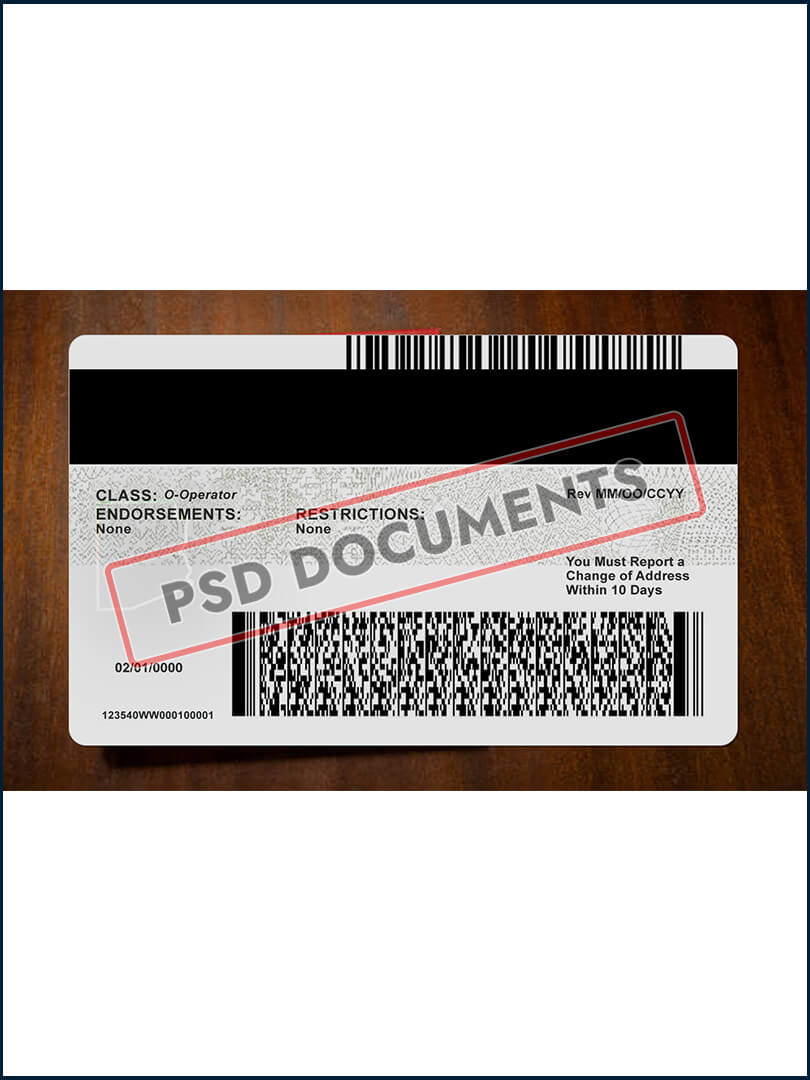 CLASS: O-Operator
Rev MM/OO/CCYY
ENDORSEMENTS: RESTRICTIONS:
None None
PSD DOCUMENTS
You Must Report a
Change of Address
Within 10 Days
02/01/0000
123540WW000100001